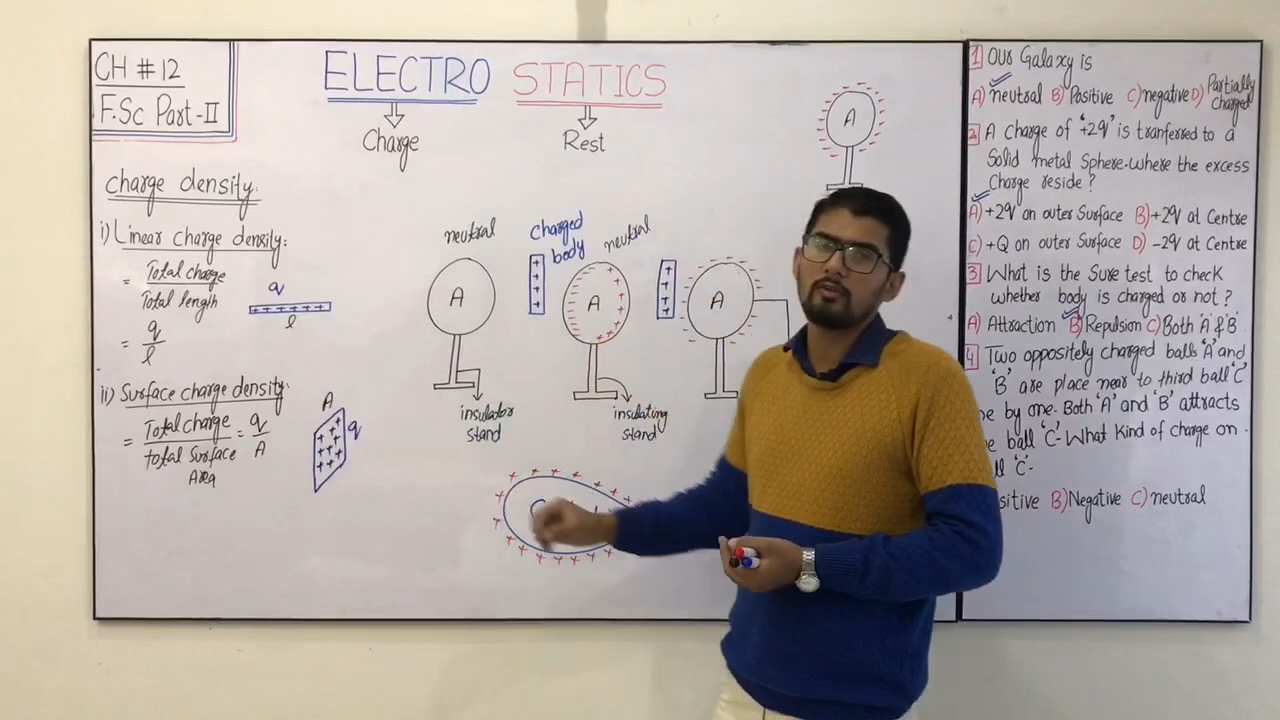 CH # 12
F.Sc Part-II
ELECTRO STATICS
Charge Rest
Charge density:
i) Linear Charge density:
= Total charge
Total length
= q
l
q
+ + + + + +
l
ii) Surface charge density:
= Total charge = q
total Surface A
Area
A
q
neutral
A
insulator
stand
charged
body
neutral
A
insulating
stand
A
A
1 Our Galaxy is
A) neutral B) Positive C) negative D) Partially
charged
2 A Charge of '+2q' is tranferred to a
Solid metal Sphere. Where the excess
Charge reside ?
A) +2q on outer Surface B) +2q at Centre
C) +Q on outer Surface D) -2q at Centre
3 What is the Sure test to check
whether body is charged or not ?
A) Attraction B) Repulsion C) Both 'A' & 'B'
4 Two oppositely charged balls 'A' and
'B' are place near to third ball 'C'
by one. Both 'A' and 'B' attracts
ball 'C'. What kind of charge on
'C'.
B) Negative C) neutral